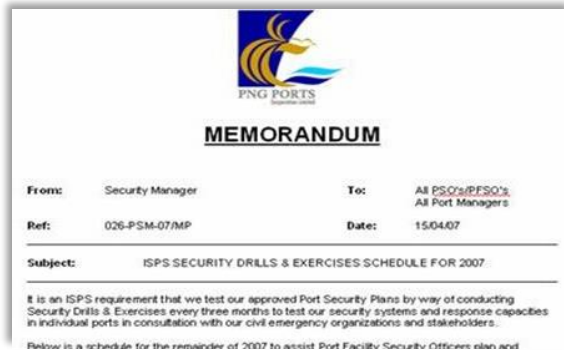 PNG PORTS
Corporation Limited
MEMORANDUM
From: Security Manager To: All PSO's/PFSO's
All Port Managers
Ref: 026-PSM-07/MP Date: 15/04/07
Subject: ISPS SECURITY DRILLS & EXERCISES SCHEDULE FOR 2007
It is an ISPS requirement that we test our approved Port Security Plans by way of conducting
Security Drills & Exercises every three months to test our security systems and response capacities
in individual ports in consultation with our civil emergency organizations and stakeholders.
Below is a schedule for the remainder of 2007 to assist Port Facility Security Officers plan and